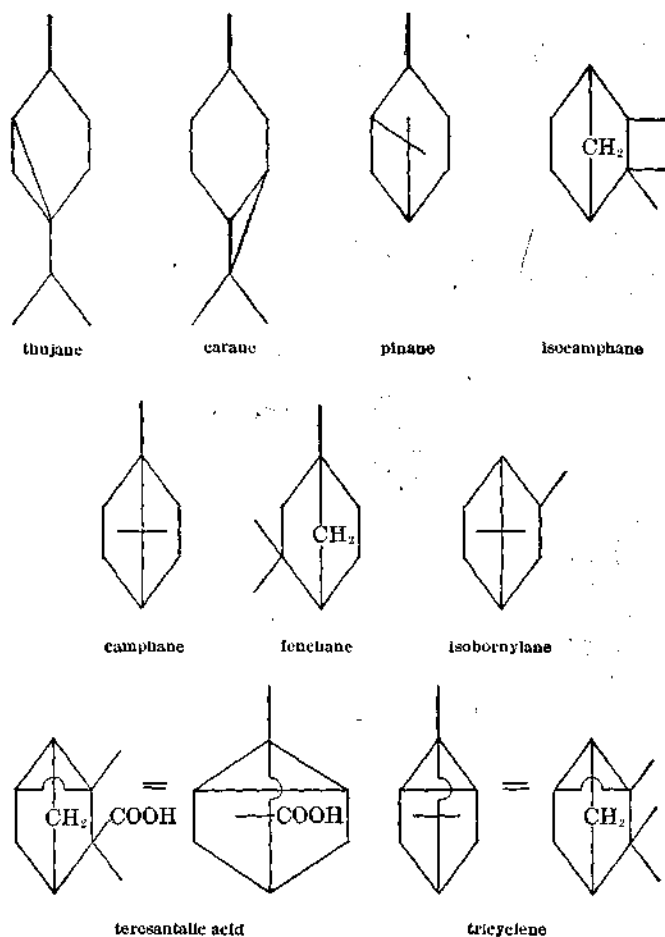 CH₂
thujane carane pinane isocamphane
CH₂
camphane fenchane isobornylane
CH₂ COOH = COOH = CH₂
teresantalic acid tricyclene